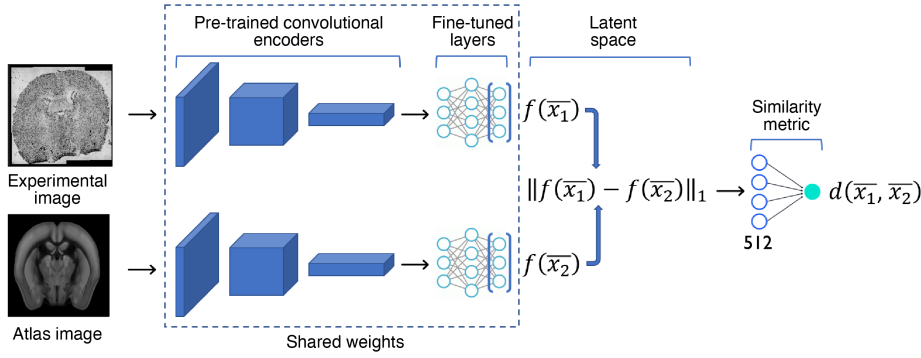 Pre-trained convolutional
encoders
Fine-tuned
layers
Latent
space
Experimental
image
Atlas image
Shared weights
f(x̅₁)
‖f(x̅₁) − f(x̅₂)‖₁
f(x̅₂)
Similarity
metric
512
d(x̅₁, x̅₂)